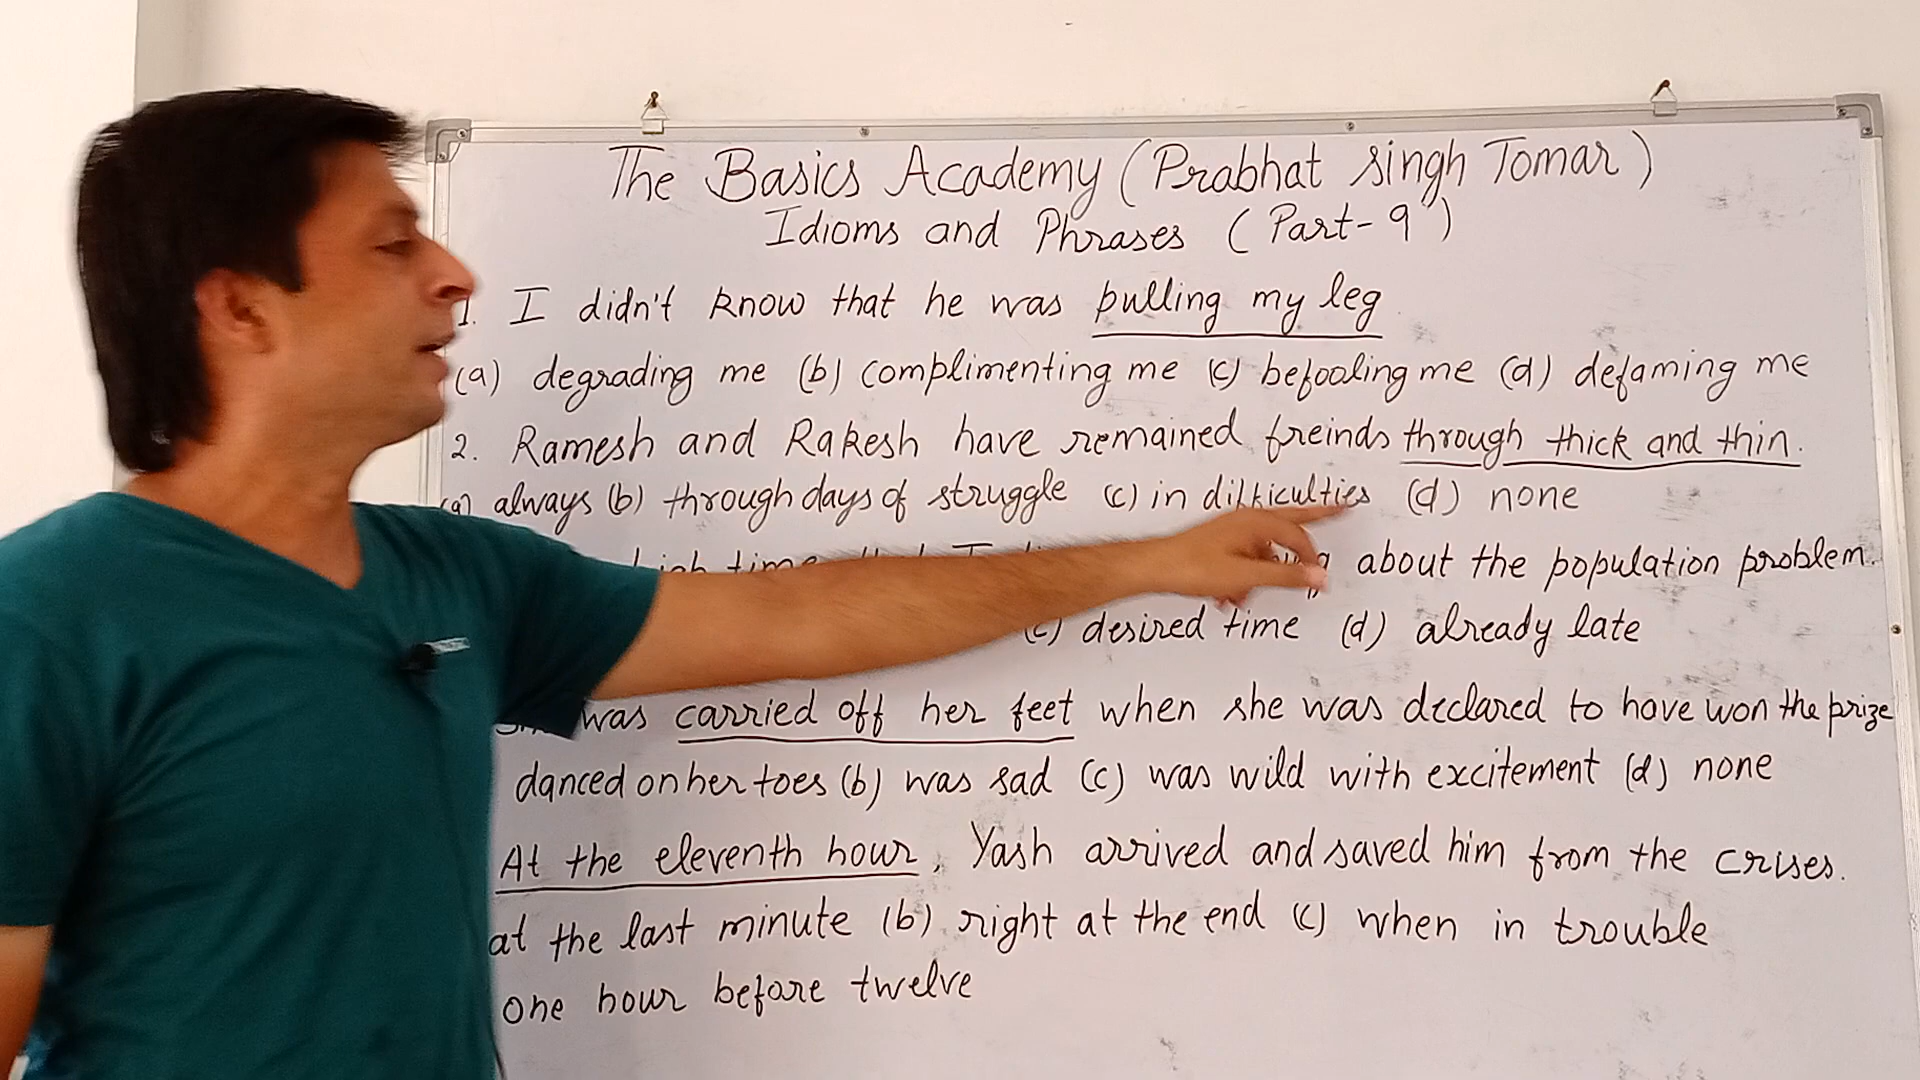 The Basics Academy (Prabhat Singh Tomar)
Idioms and Phrases (Part-9)
1. I didn't know that he was pulling my leg
(a) degrading me (b) complimenting me (c) befooling me (d) defaming me
2. Ramesh and Rakesh have remained freinds through thick and thin.
(a) always (b) through days of struggle (c) in difficulties (d) none
about the population problem.
(c) desired time (d) already late
was carried off her feet when she was declared to have won the prize
danced on her toes (b) was sad (c) was wild with excitement (d) none
At the eleventh hour, Yash arrived and saved him from the crises.
at the last minute (b) right at the end (c) when in trouble
one hour before twelve